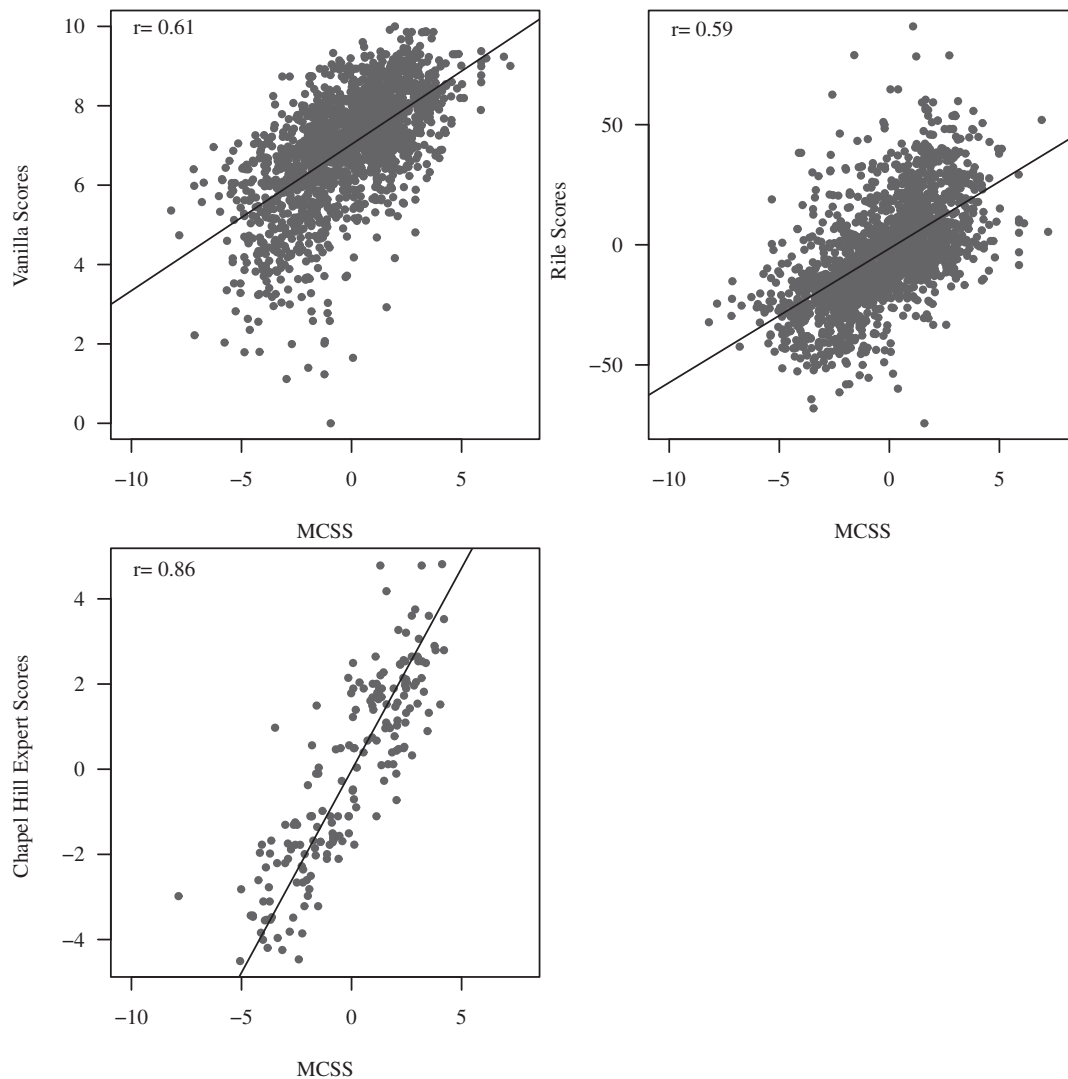 r= 0.61
10
8
6
4
2
0
Vanilla Scores
−10 −5 0 5
MCSS
r= 0.59
50
0
−50
Rile Scores
−10 −5 0 5
MCSS
r= 0.86
4
2
0
−2
−4
Chapel Hill Expert Scores
−10 −5 0 5
MCSS